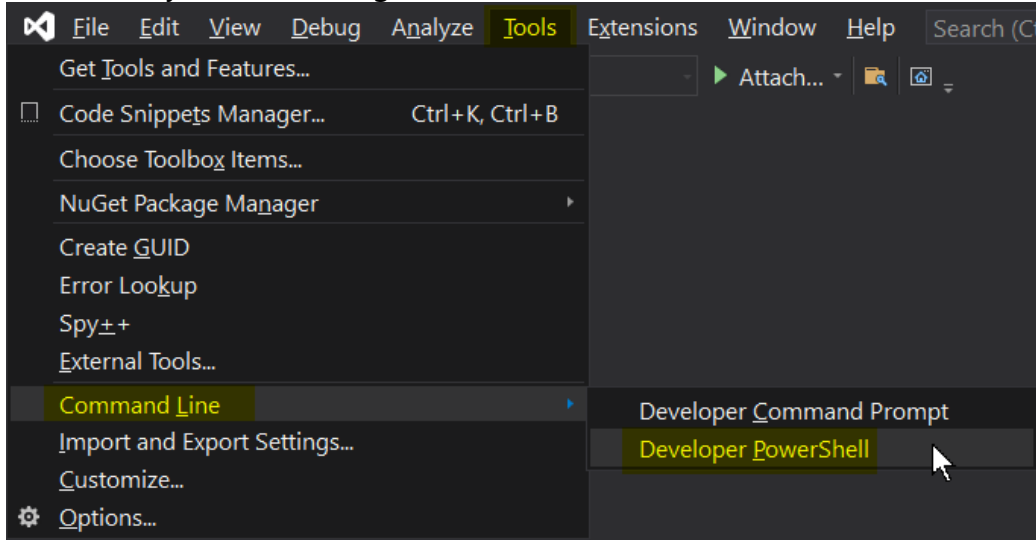 File Edit View Debug Analyze Tools Extensions Window Help Search (Ct
Get Tools and Features...
Attach...
Code Snippets Manager... Ctrl+K, Ctrl+B
Choose Toolbox Items...
NuGet Package Manager
Create GUID
Error Lookup
Spy++
External Tools...
Command Line
Developer Command Prompt
Import and Export Settings...
Developer PowerShell
Customize...
Options...